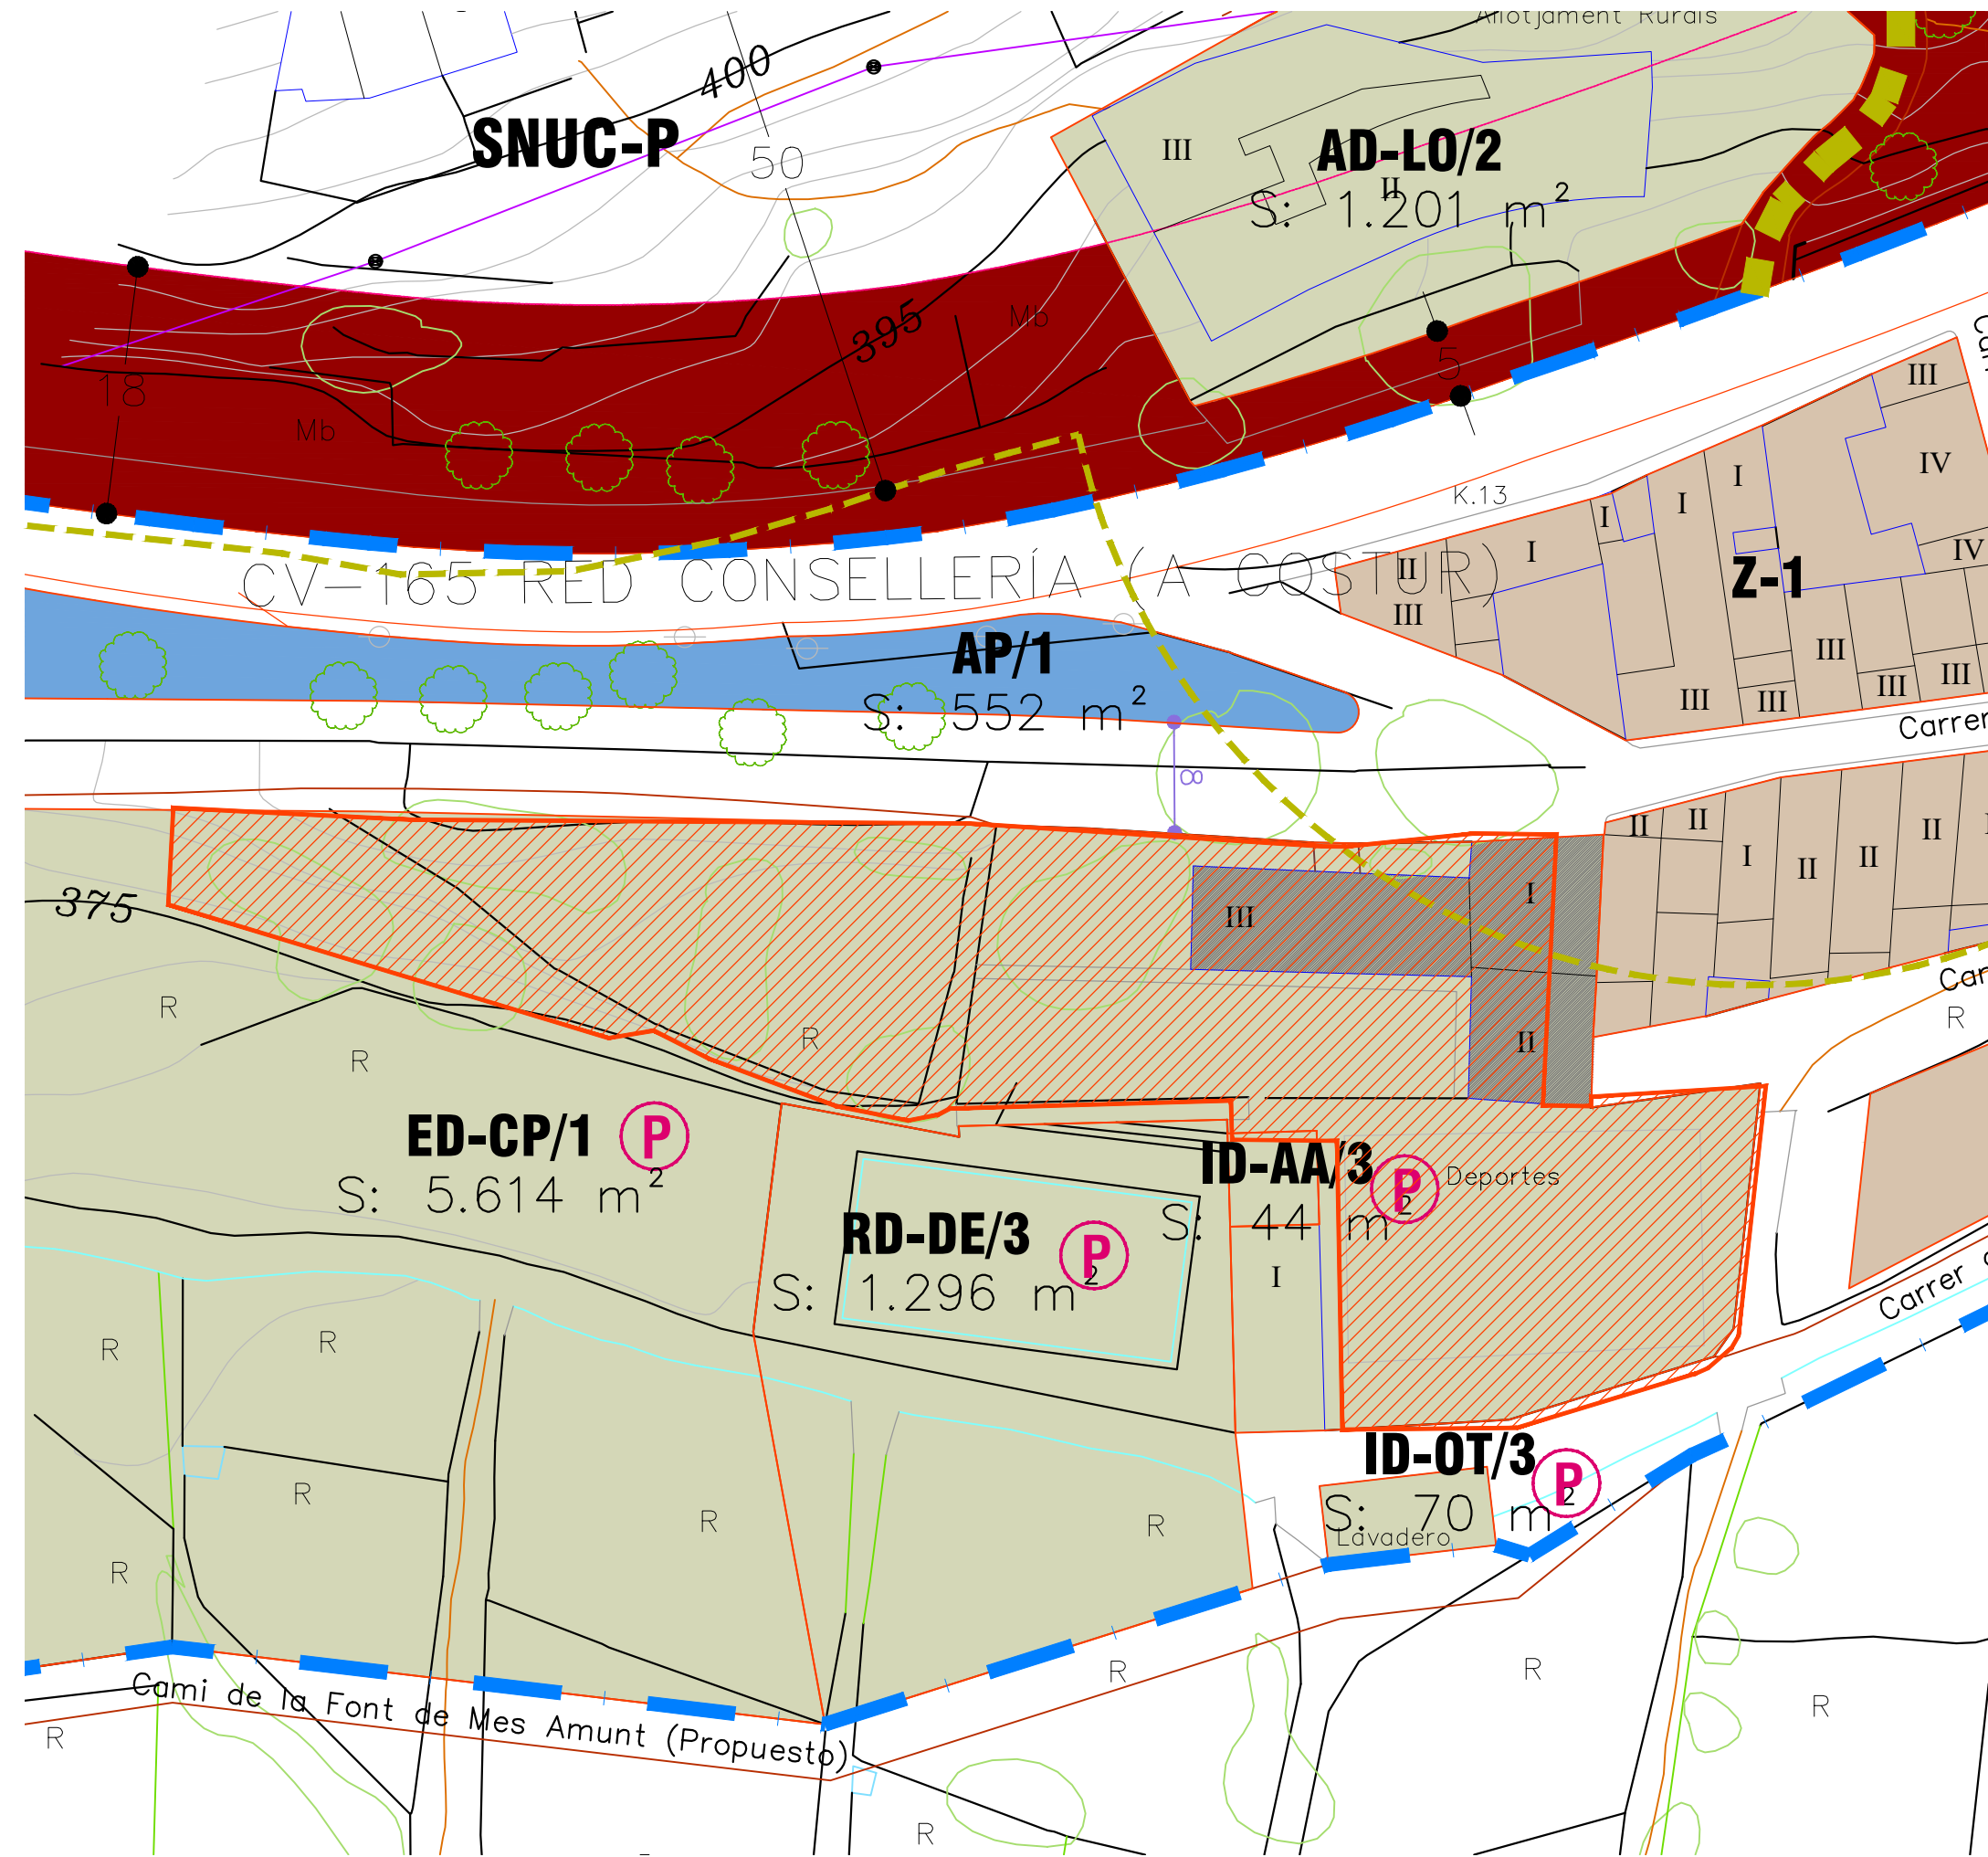 Allotjament Rurals
400
SNUC-P
50
III
AD-LO/2
II
S: 1.201 m²
395
Mb
18
Mb
5
III
K.13
I
I
I
IV
IV
CV-165 RED CONSELLERÍA (A COSTUR)
II
III
Z-1
AP/1
S: 552 m²
III
III
III
III
III
Carrer
8
II
II
I
II
II
II
375
III
I
II
R
R
R
Car
R
ED-CP/1 P
S: 5.614 m²
ID-AA/3 P
Deportes
S: 44 m²
RD-DE/3 P
S: 1.296 m²
I
Carrer
R
R
R
R
R
R
ID-OT/3 P
S: 70 m²
Lavadero
Cami de la Font de Mes Amunt (Propuesto)
R
R
R
R
R